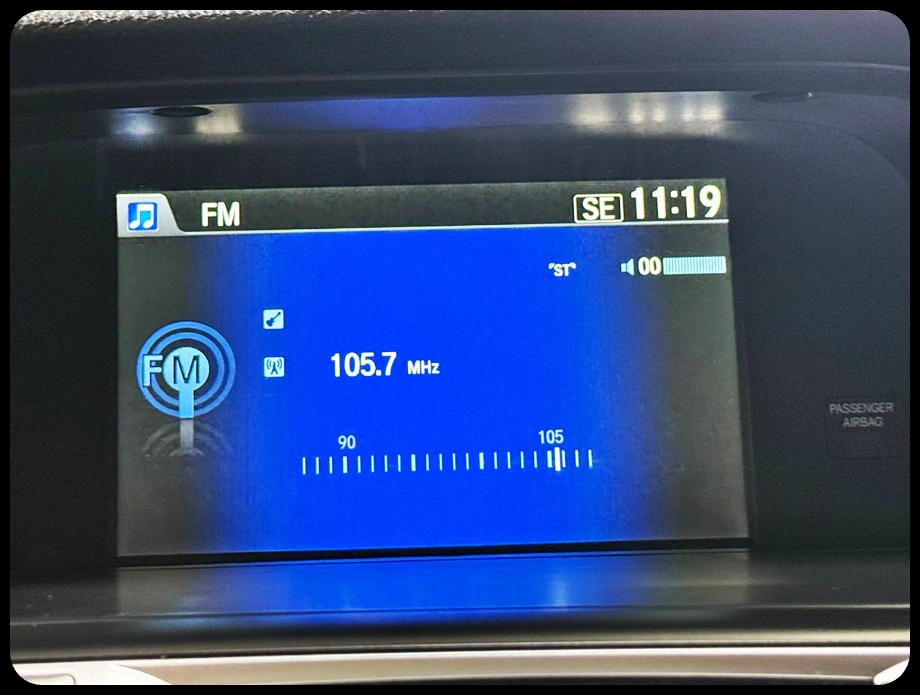 FM SE 11:19
"ST" 00
FM
105.7 MHz
90 105
PASSENGER
AIRBAG